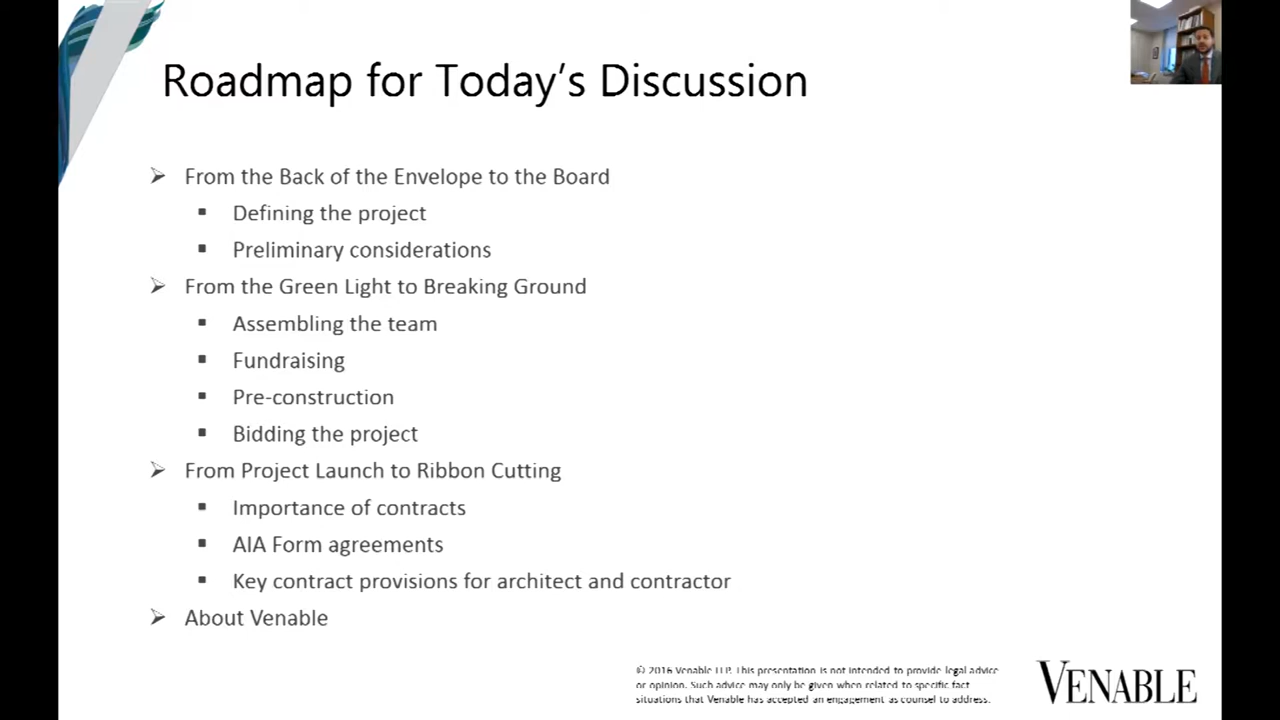 Roadmap for Today's Discussion
From the Back of the Envelope to the Board
Defining the project
Preliminary considerations
From the Green Light to Breaking Ground
Assembling the team
Fundraising
Pre-construction
Bidding the project
From Project Launch to Ribbon Cutting
Importance of contracts
AIA Form agreements
Key contract provisions for architect and contractor
About Venable
© 2016 Venable LLP. This presentation is not intended to provide legal advice
or opinion. Such advice may only be given when related to specific fact
situations that Venable has accepted an engagement as counsel to address.
VENABLE